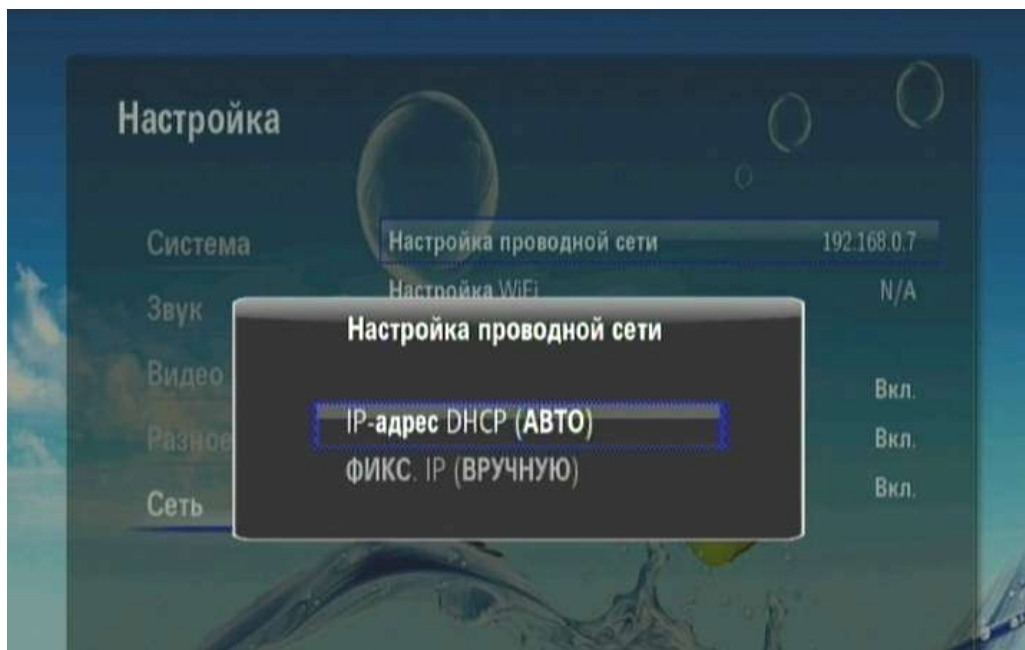 Настройка
Система
Настройка проводной сети 192.168.0.7
Настройка WiFi N/A
Звук
Настройка проводной сети
Видео
Вкл.
IP-адрес DHCP (АВТО)
Разное
Вкл.
ФИКС. IP (ВРУЧНУЮ)
Сеть
Вкл.